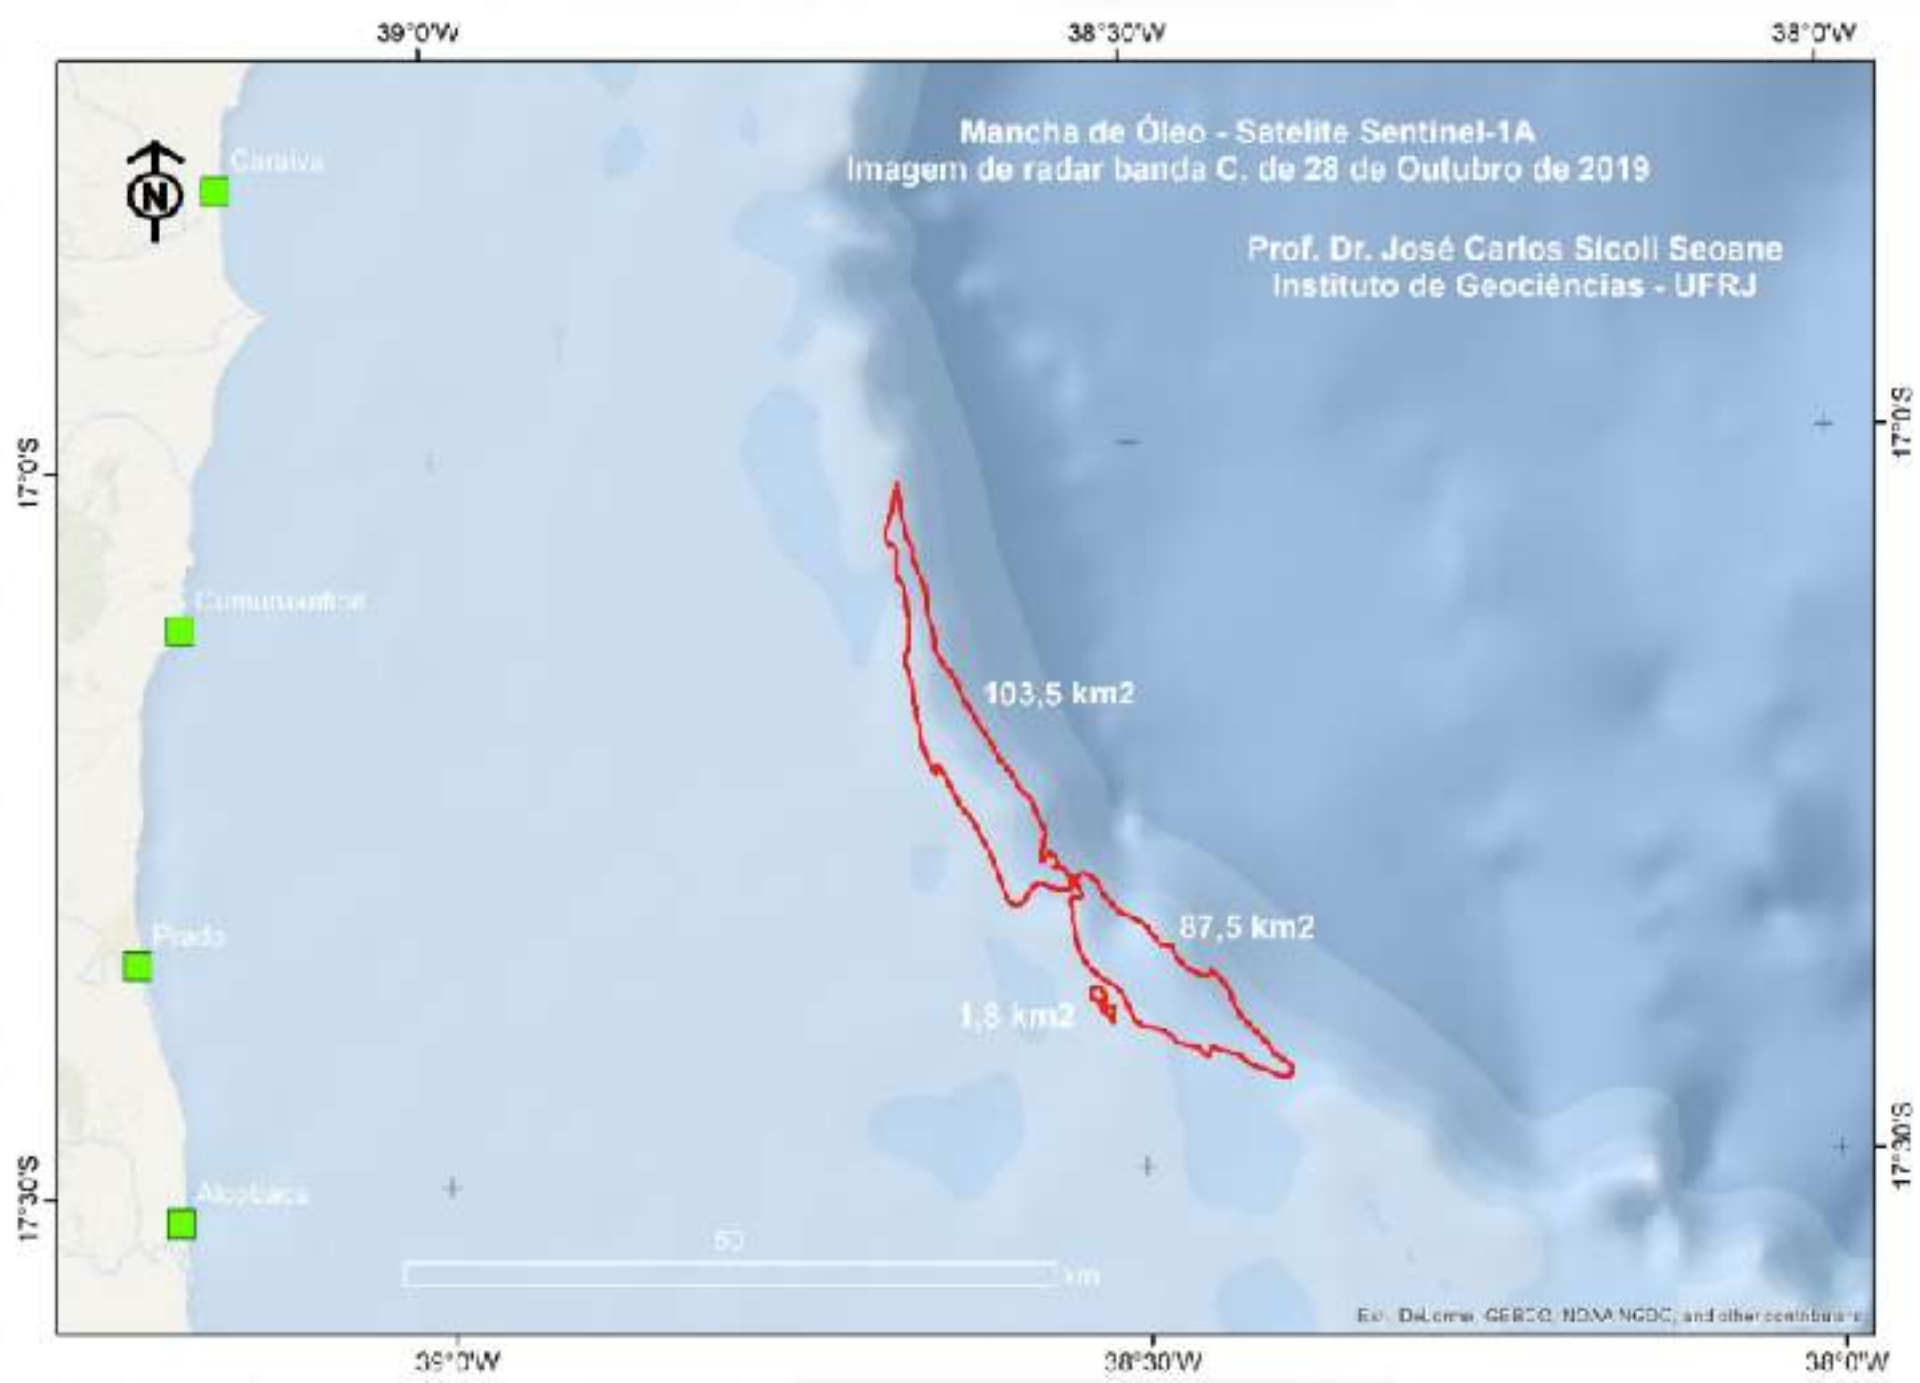 39°0'W 38°30'W 38°0'W
Mancha de Óleo - Satelite Sentinel-1A
Imagem de radar banda C. de 28 de Outubro de 2019
Prof. Dr. José Carlos Sicoli Seoane
Instituto de Geociências - UFRJ
N
Caraiva
17°0'S
17°0'S
103,5 km2
87,5 km2
Prado
1,8 km2
17°30'S
17°30'S
Alcobaca
50
km
39°0'W 38°30'W 38°0'W